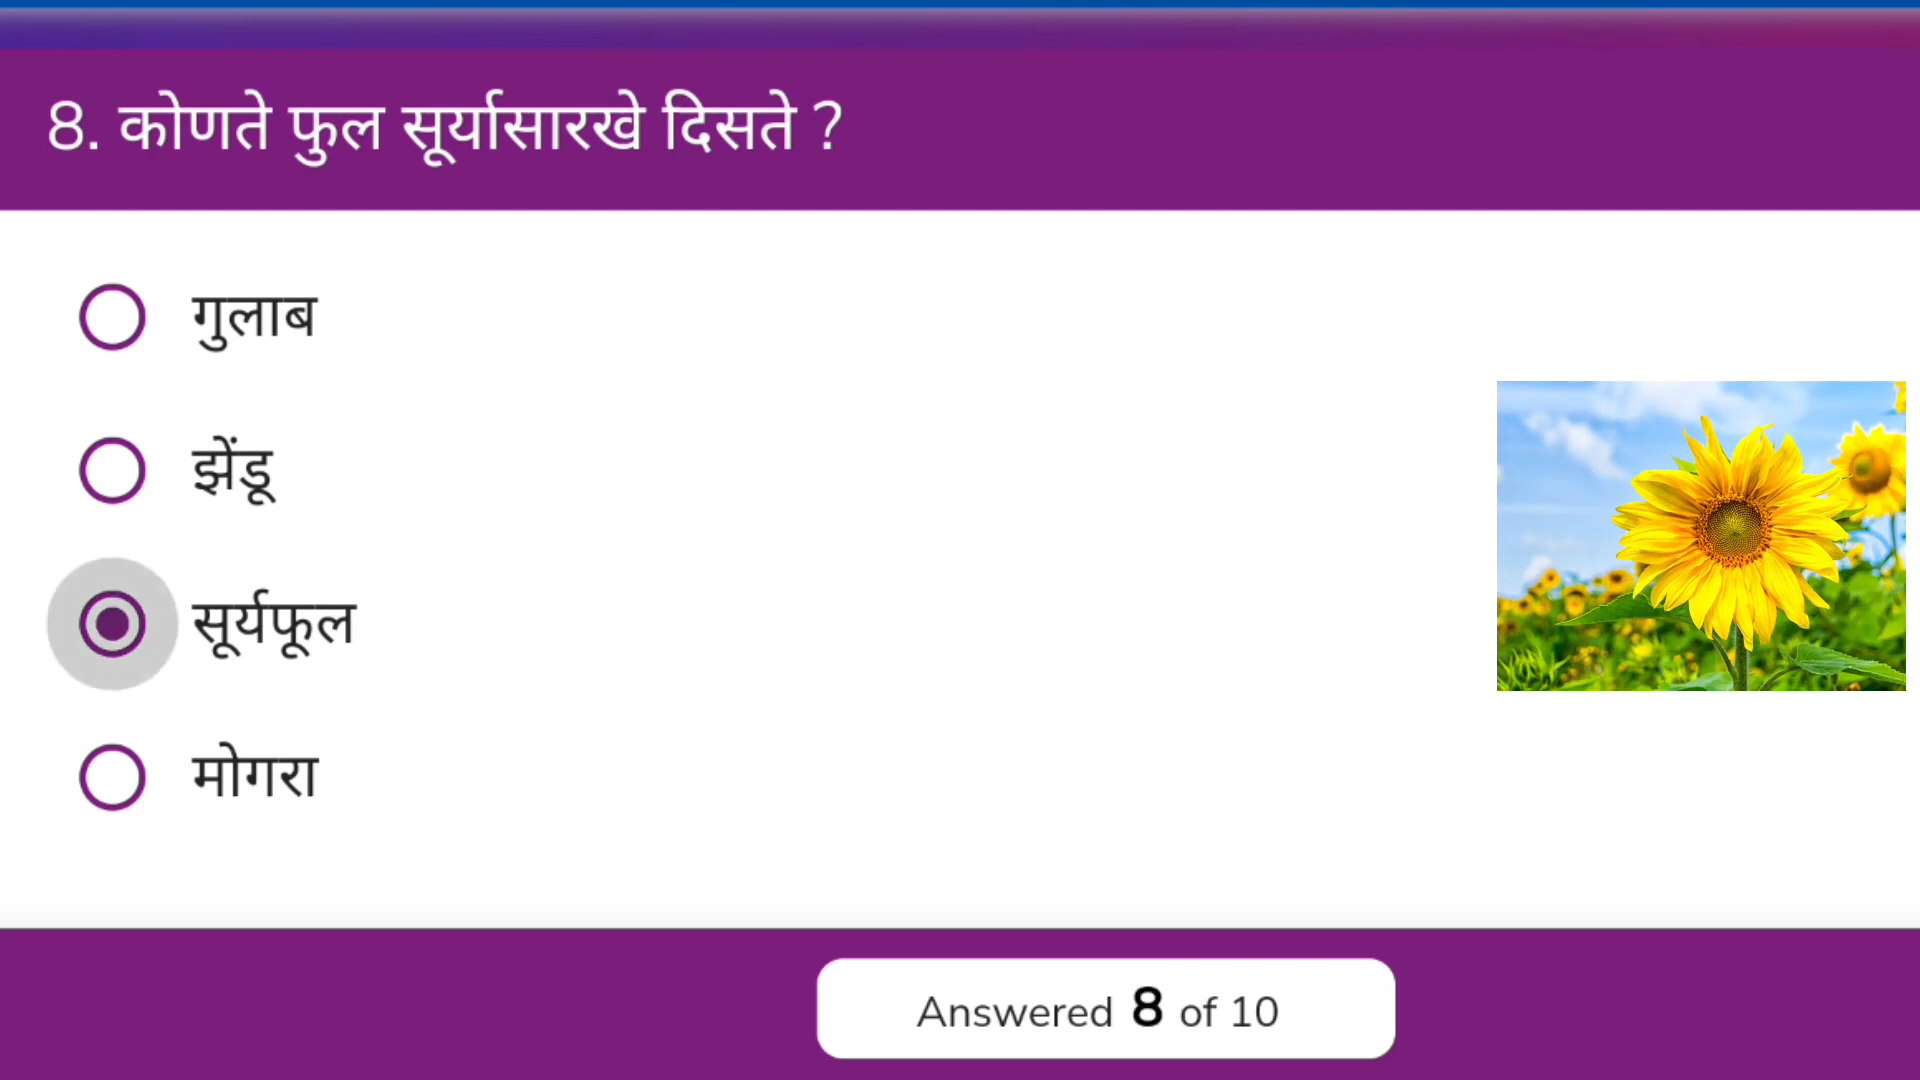 8. कोणते फुल सूर्यासारखे दिसते ?
गुलाब
झेंडू
सूर्यफूल
मोगरा
Answered 8 of 10